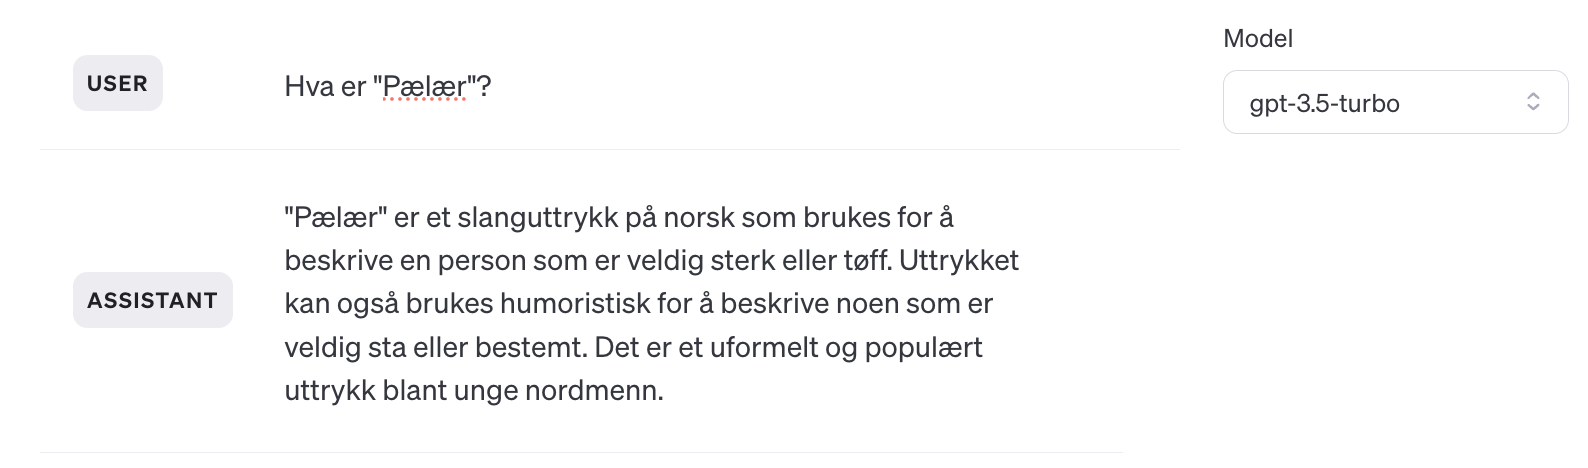 Model
gpt-3.5-turbo
USER
Hva er "Pælær"?
ASSISTANT
"Pælær" er et slanguttrykk på norsk som brukes for å
beskrive en person som er veldig sterk eller tøff. Uttrykket
kan også brukes humoristisk for å beskrive noen som er
veldig sta eller bestemt. Det er et uformelt og populært
uttrykk blant unge nordmenn.